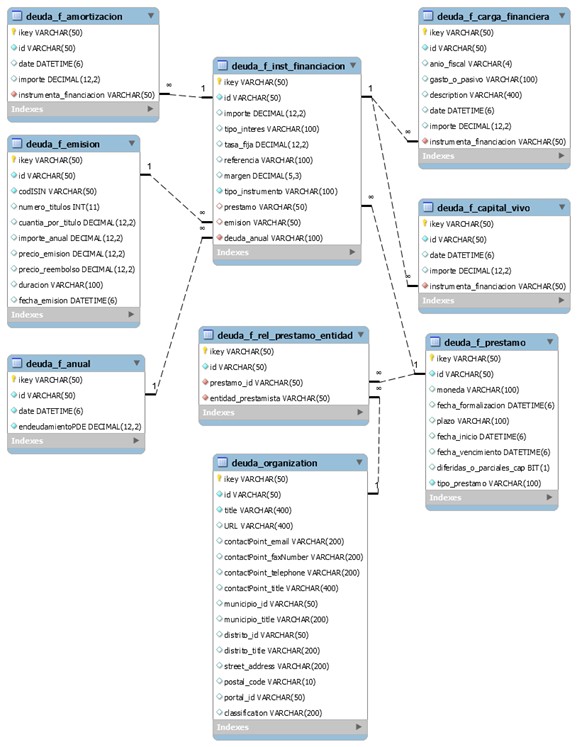 deuda_f_amortizacion
ikey VARCHAR(50)
id VARCHAR(50)
date DATETIME(6)
importe DECIMAL(12,2)
instrumenta_financiacion VARCHAR(50)
Indexes
deuda_f_emision
ikey VARCHAR(50)
id VARCHAR(50)
codISIN VARCHAR(50)
numero_titulos INT(11)
cuantia_por_titulo DECIMAL(12,2)
importe_anual DECIMAL(12,2)
precio_emision DECIMAL(12,2)
precio_reembolso DECIMAL(12,2)
duracion VARCHAR(100)
fecha_emision DATETIME(6)
Indexes
deuda_f_anual
ikey VARCHAR(50)
id VARCHAR(50)
date DATETIME(6)
endeudamientoPDE DECIMAL(12,2)
Indexes
∞
1
1
∞
∞
1
deuda_f_inst_financiacion
ikey VARCHAR(50)
id VARCHAR(50)
importe DECIMAL(12,2)
tipo_interes VARCHAR(100)
tasa_fija DECIMAL(12,2)
referencia VARCHAR(100)
margen DECIMAL(5,3)
tipo_instrumento VARCHAR(100)
prestamo VARCHAR(50)
emision VARCHAR(50)
deuda_anual VARCHAR(100)
Indexes
deuda_f_rel_prestamo_entidad
ikey VARCHAR(50)
id VARCHAR(50)
prestamo_id VARCHAR(50)
entidad_prestamista VARCHAR(50)
Indexes
deuda_organization
ikey VARCHAR(50)
id VARCHAR(50)
title VARCHAR(400)
URL VARCHAR(400)
contactPoint_email VARCHAR(200)
contactPoint_faxNumber VARCHAR(200)
contactPoint_telephone VARCHAR(200)
contactPoint_title VARCHAR(400)
municipio_id VARCHAR(50)
municipio_title VARCHAR(200)
distrito_id VARCHAR(50)
distrito_title VARCHAR(200)
street_address VARCHAR(200)
postal_code VARCHAR(10)
portal_id VARCHAR(50)
classification VARCHAR(200)
Indexes
1
∞
∞
∞
1
∞
∞
1
deuda_f_carga_financiera
ikey VARCHAR(50)
id VARCHAR(50)
anio_fiscal VARCHAR(4)
gasto_o_pasivo VARCHAR(100)
description VARCHAR(400)
date DATETIME(6)
importe DECIMAL(12,2)
instrumenta_financiacion VARCHAR(50)
Indexes
deuda_f_capital_vivo
ikey VARCHAR(50)
id VARCHAR(50)
date DATETIME(6)
importe DECIMAL(12,2)
instrumenta_financiacion VARCHAR(50)
Indexes
deuda_f_prestamo
ikey VARCHAR(50)
id VARCHAR(50)
moneda VARCHAR(100)
fecha_formalizacion DATETIME(6)
plazo VARCHAR(100)
fecha_inicio DATETIME(6)
fecha_vencimiento DATETIME(6)
diferidas_o_parciales_cap BIT(1)
tipo_prestamo VARCHAR(100)
Indexes